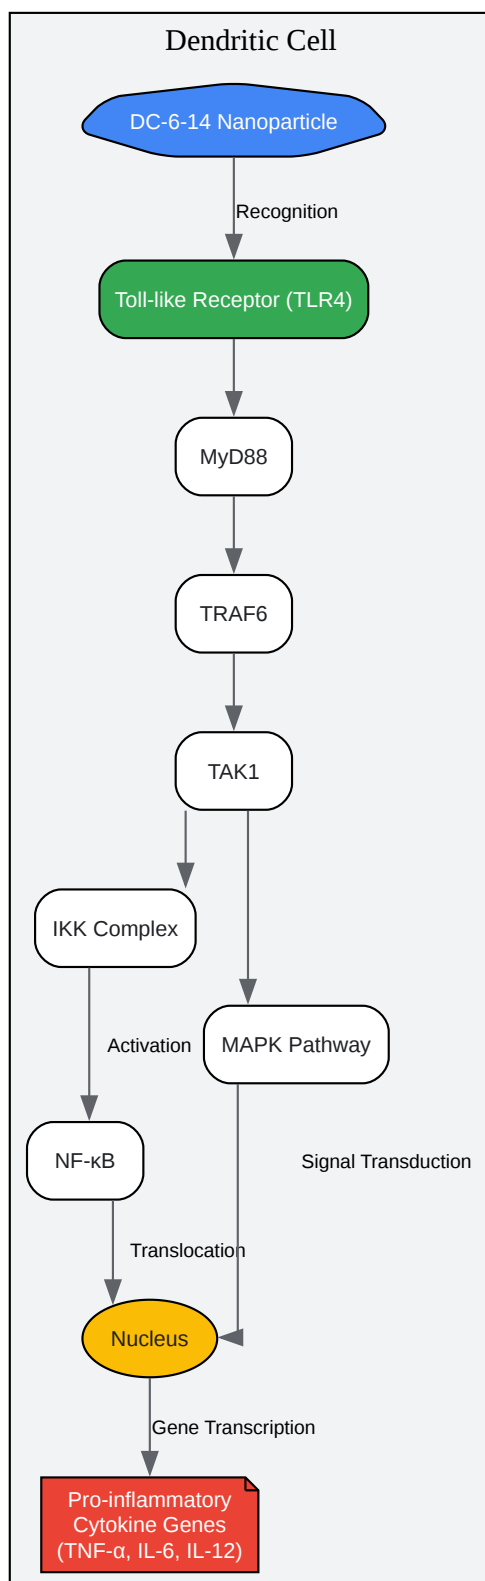 Dendritic Cell
DC-6-14 Nanoparticle
Recognition
Toll-like Receptor (TLR4)
MyD88
TRAF6
TAK1
IKK Complex
Activation
MAPK Pathway
NF-κB
Signal Transduction
Translocation
Nucleus
Gene Transcription
Pro-inflammatory
Cytokine Genes
(TNF-α, IL-6, IL-12)